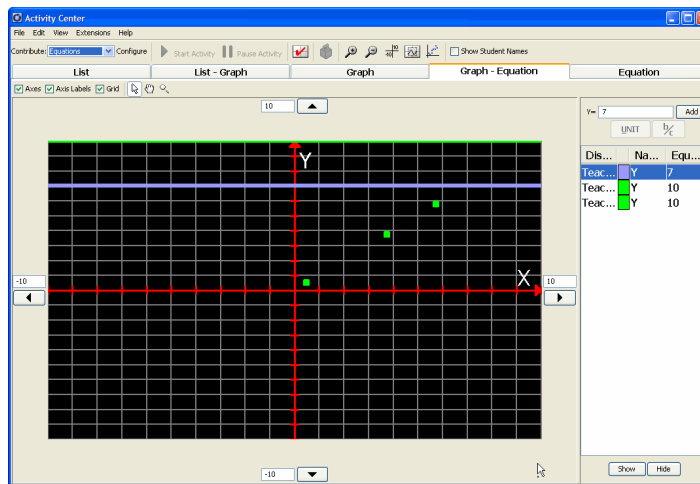 Activity Center
File Edit View Extensions Help
Contribute: Equations Configure Start Activity Pause Activity Show Student Names
List List - Graph Graph Graph - Equation Equation
Axes Axis Labels Grid
10
Y= 7 Add
UNIT b/c
Dis... Na... Equ...
Teac... Y 7
Teac... Y 10
Teac... Y 10
Y
X
-10 10
-10
Show Hide